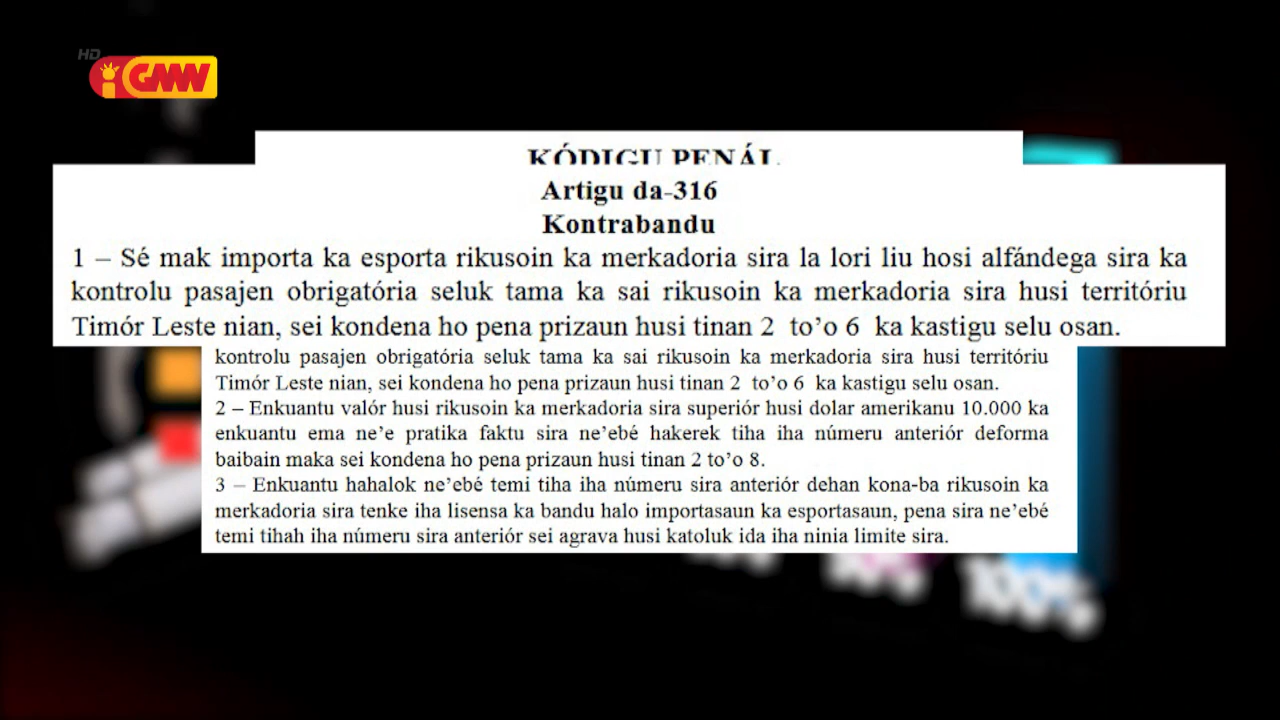 HD
GMN
KÓDIGU PENÁL
Artigu da-316
Kontrabandu
1 – Sé mak importa ka esporta rikusoin ka merkadoria sira la lori liu hosi alfándega sira ka
kontrolu pasajen obrigatória seluk tama ka sai rikusoin ka merkadoria sira husi territóriu
Timór Leste nian, sei kondena ho pena prizaun husi tinan 2 to’o 6 ka kastigu selu osan.
kontrolu pasajen obrigatória seluk tama ka sai rikusoin ka merkadoria sira husi territóriu
Timór Leste nian, sei kondena ho pena prizaun husi tinan 2 to’o 6 ka kastigu selu osan.
2 – Enkuantu valór husi rikusoin ka merkadoria sira superiór husi dolar amerikanu 10.000 ka
enkuantu ema ne’e pratika faktu sira ne’ebé hakerek tiha iha númeru anteriór deforma
baibain maka sei kondena ho pena prizaun husi tinan 2 to’o 8.
3 – Enkuantu hahalok ne’ebé temi tiha iha númeru sira anteriór dehan kona-ba rikusoin ka
merkadoria sira tenke iha lisensa ka bandu halo importasaun ka esportasaun, pena sira ne’ebé
temi tihah iha númeru sira anteriór sei agrava husi katoluk ida iha ninia limite sira.
100%